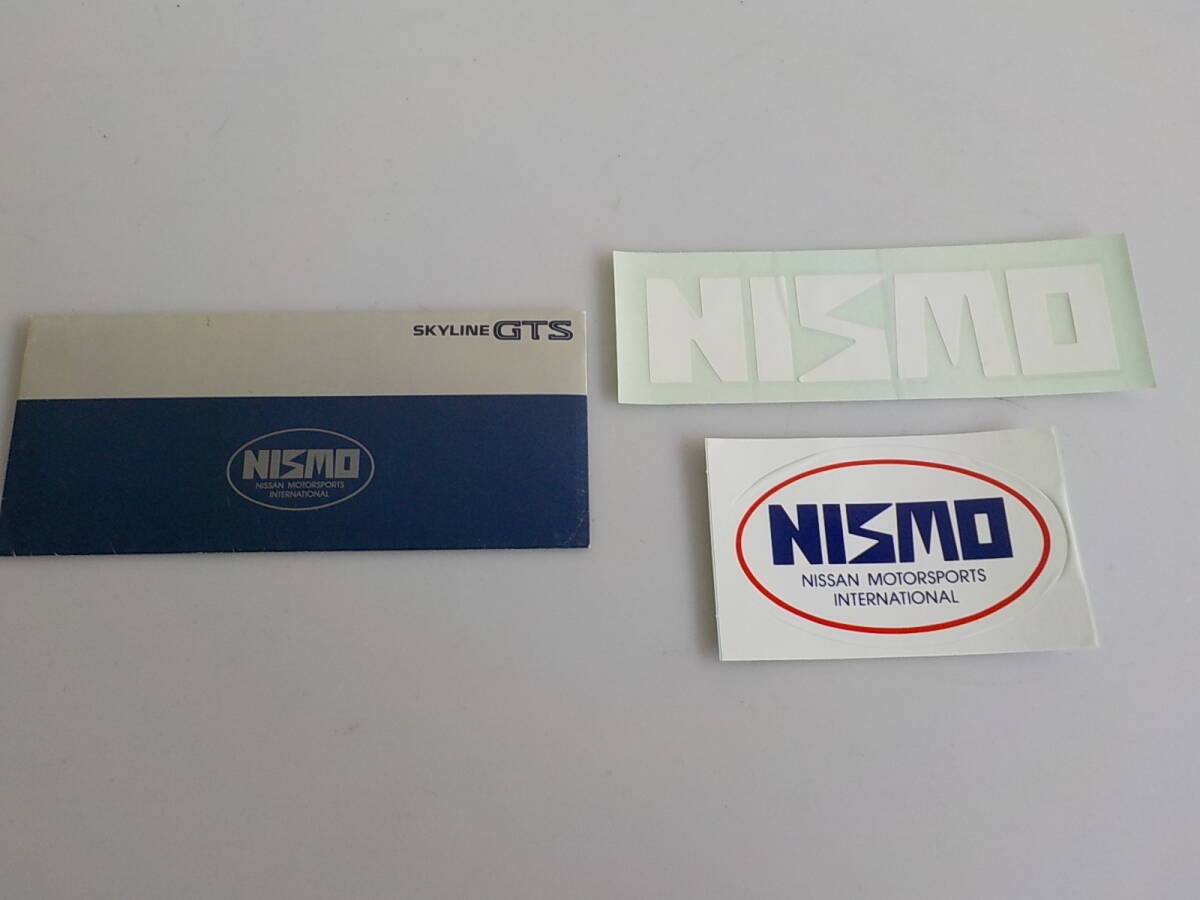 SKYLINE GTS
NISMO
NISSAN MOTORSPORTS
INTERNATIONAL
NISMO
NISMO
NISSAN MOTORSPORTS
INTERNATIONAL